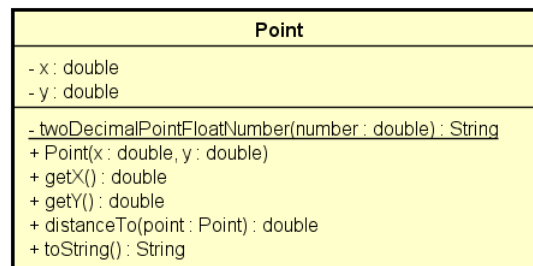 Point
- x : double
- y : double
- twoDecimalPointFloatNumber(number : double) : String
+ Point(x : double, y : double)
+ getX() : double
+ getY() : double
+ distanceTo(point : Point) : double
+ toString() : String